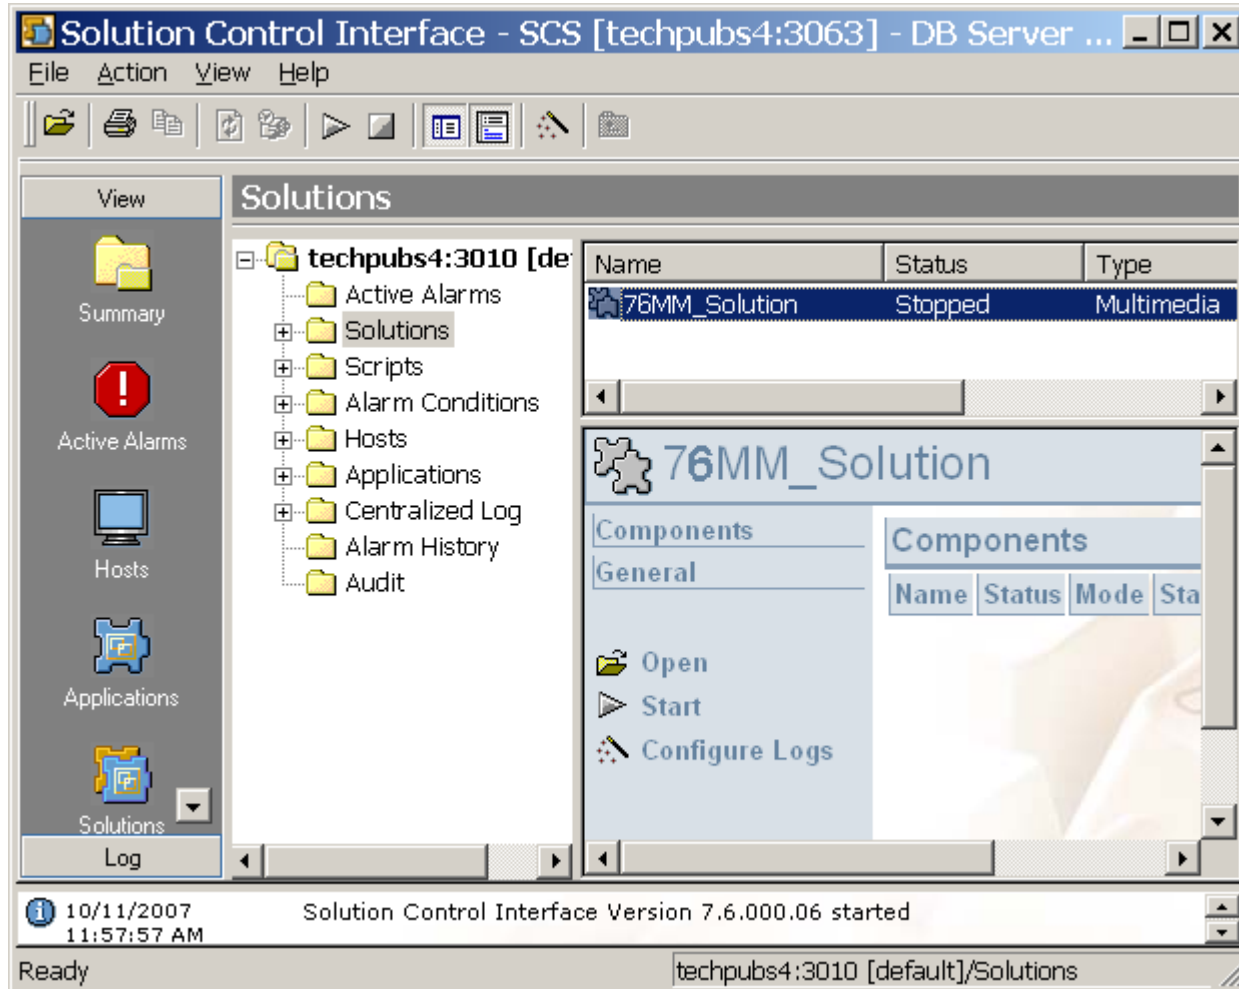 Solution Control Interface - SCS [techpubs4:3063] - DB Server ...
File Action View Help
View
Summary
Active Alarms
Hosts
Applications
Solutions
Log
Solutions
techpubs4:3010 [de
Active Alarms
Solutions
Scripts
Alarm Conditions
Hosts
Applications
Centralized Log
Alarm History
Audit
Name Status Type
76MM_Solution Stopped Multimedia
76MM_Solution
Components
General
Open
Start
Configure Logs
Components
Name Status Mode Sta
10/11/2007 Solution Control Interface Version 7.6.000.06 started
11:57:57 AM
Ready techpubs4:3010 [default]/Solutions